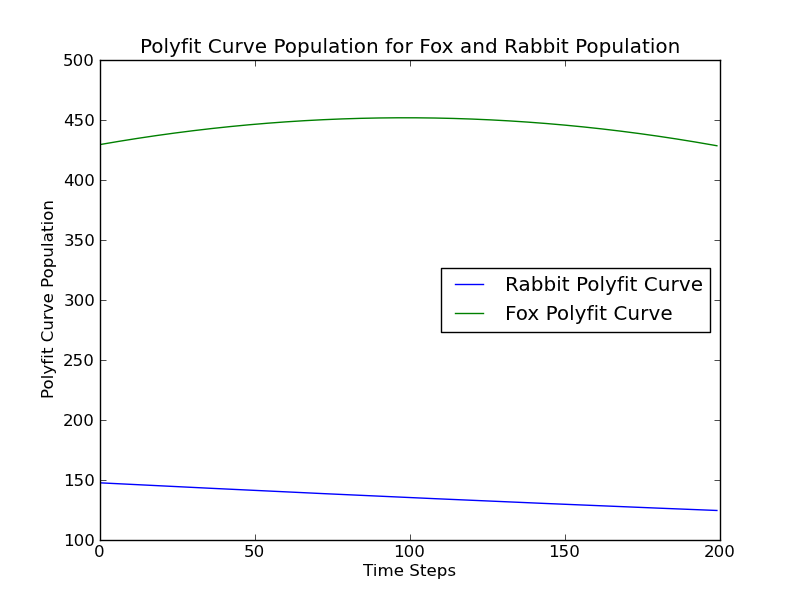 Polyfit Curve Population for Fox and Rabbit Population
500
450
400
350
300
250
200
150
100
Polyfit Curve Population
Rabbit Polyfit Curve
Fox Polyfit Curve
0 50 100 150 200
Time Steps